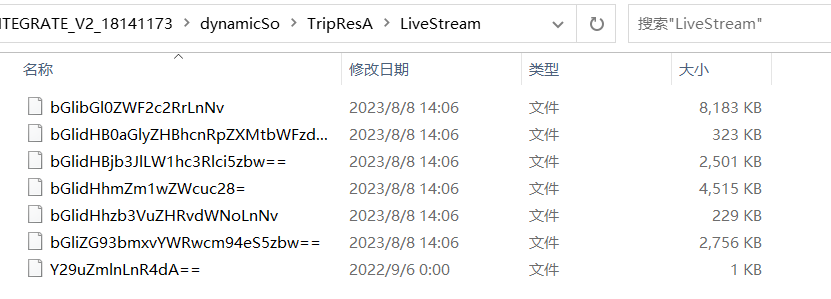 NTEGRATE_V2_18141173 > dynamicSo > TripResA > LiveStream 搜索"LiveStream"
名称 修改日期 类型 大小
bGlibGl0ZWF2c2RrLnNv 2023/8/8 14:06 文件 8,183 KB
bGlidHB0aGlyZHBhcnRpZXMtbWFzd... 2023/8/8 14:06 文件 323 KB
bGlidHBjb3JlLW1hc3Rlci5zbw== 2023/8/8 14:06 文件 2,501 KB
bGlidHhmZm1wZWcuc28= 2023/8/8 14:06 文件 4,515 KB
bGlidHhzb3VuZHRvdWNoLnNv 2023/8/8 14:06 文件 229 KB
bGliZG93bmxvYWRwcm94eS5zbw== 2023/8/8 14:06 文件 2,756 KB
Y29uZmlnLnR4dA== 2022/9/6 0:00 文件 1 KB